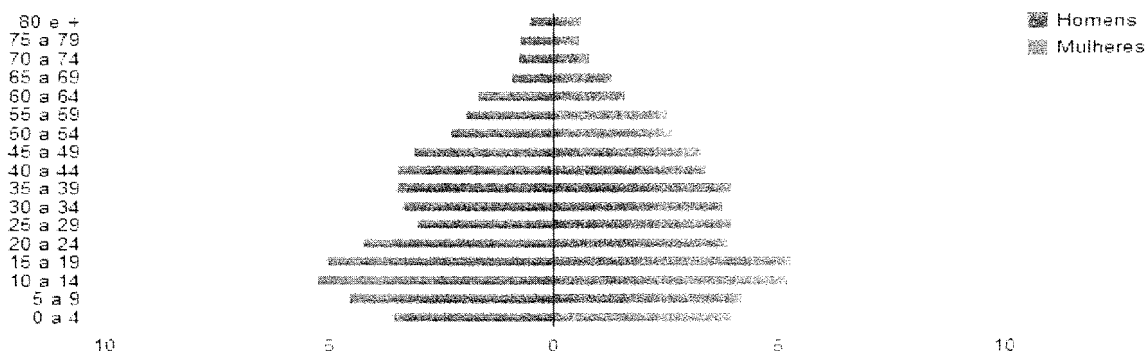 Homens
Mulheres
80 e +
75 a 79
70 a 74
65 a 69
60 a 64
55 a 59
50 a 54
45 a 49
40 a 44
35 a 39
30 a 34
25 a 29
20 a 24
15 a 19
10 a 14
5 a 9
0 a 4
10 5 0 5 10